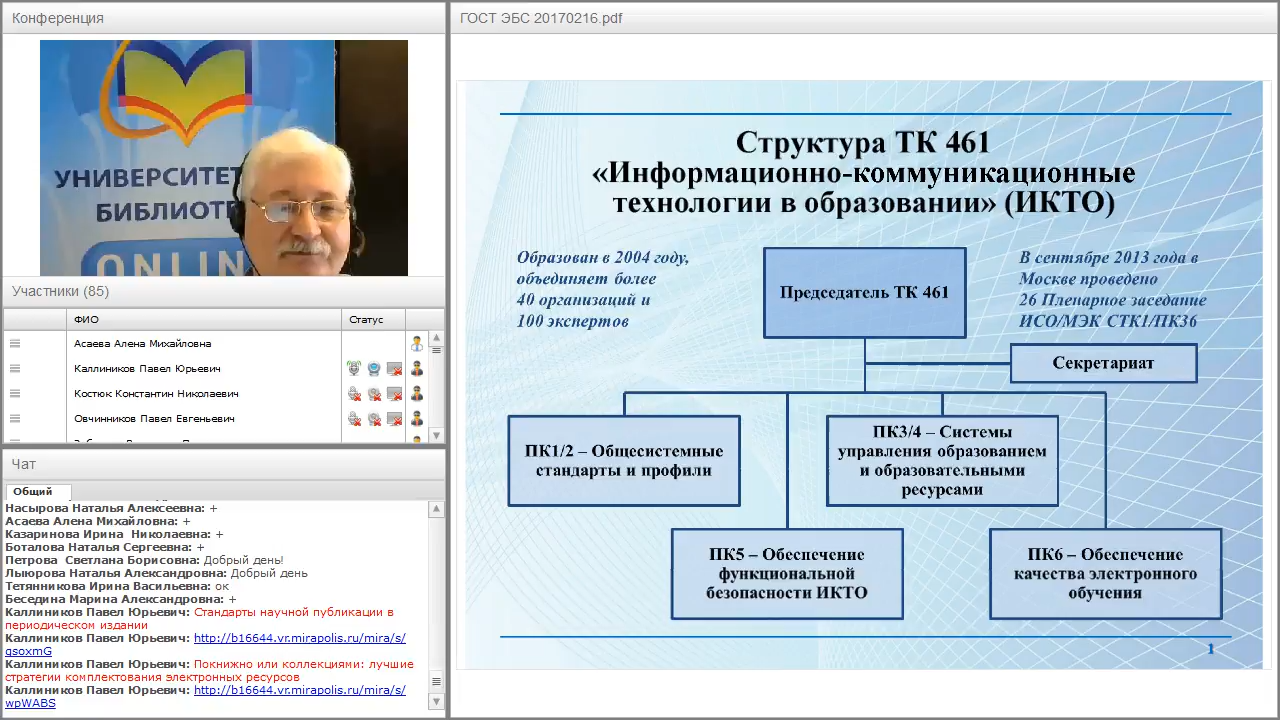 Конференция
УНИВЕРСИТЕТ
БИБЛИОТЕ
ONLIN
Участники (85)
ФИО Статус
Асаева Алена Михайловна
Каллиников Павел Юрьевич
Костюк Константин Николаевич
Овчинников Павел Евгеньевич
Чат
Общий
Насырова Наталья Алексеевна: +
Асаева Алена Михайловна: +
Казаринова Ирина Николаевна: +
Боталова Наталья Сергеевна: +
Петрова Светлана Борисовна: Добрый день!
Лыюрова Наталья Александровна: Добрый день
Тетянникова Ирина Васильевна: ок
Беседина Марина Александровна: +
Каллиников Павел Юрьевич: Стандарты научной публикации в
периодическом издании
Каллиников Павел Юрьевич: http://b16644.vr.mirapolis.ru/mira/s/
gsoxmG
Каллиников Павел Юрьевич: Покнижно или коллекциями: лучшие
стратегии комплектования электронных ресурсов
Каллиников Павел Юрьевич: http://b16644.vr.mirapolis.ru/mira/s/
wpWABS
ГОСТ ЭБС 20170216.pdf
Структура ТК 461
«Информационно-коммуникационные
технологии в образовании» (ИКТО)
Образован в 2004 году,
объединяет более
40 организаций и
100 экспертов
Председатель ТК 461
В сентябре 2013 года в
Москве проведено
26 Пленарное заседание
ИСО/МЭК СТК1/ПК36
Секретариат
ПК1/2 – Общесистемные
стандарты и профили
ПК3/4 – Системы
управления образованием
и образовательными
ресурсами
ПК5 – Обеспечение
функциональной
безопасности ИКТО
ПК6 – Обеспечение
качества электронного
обучения
1